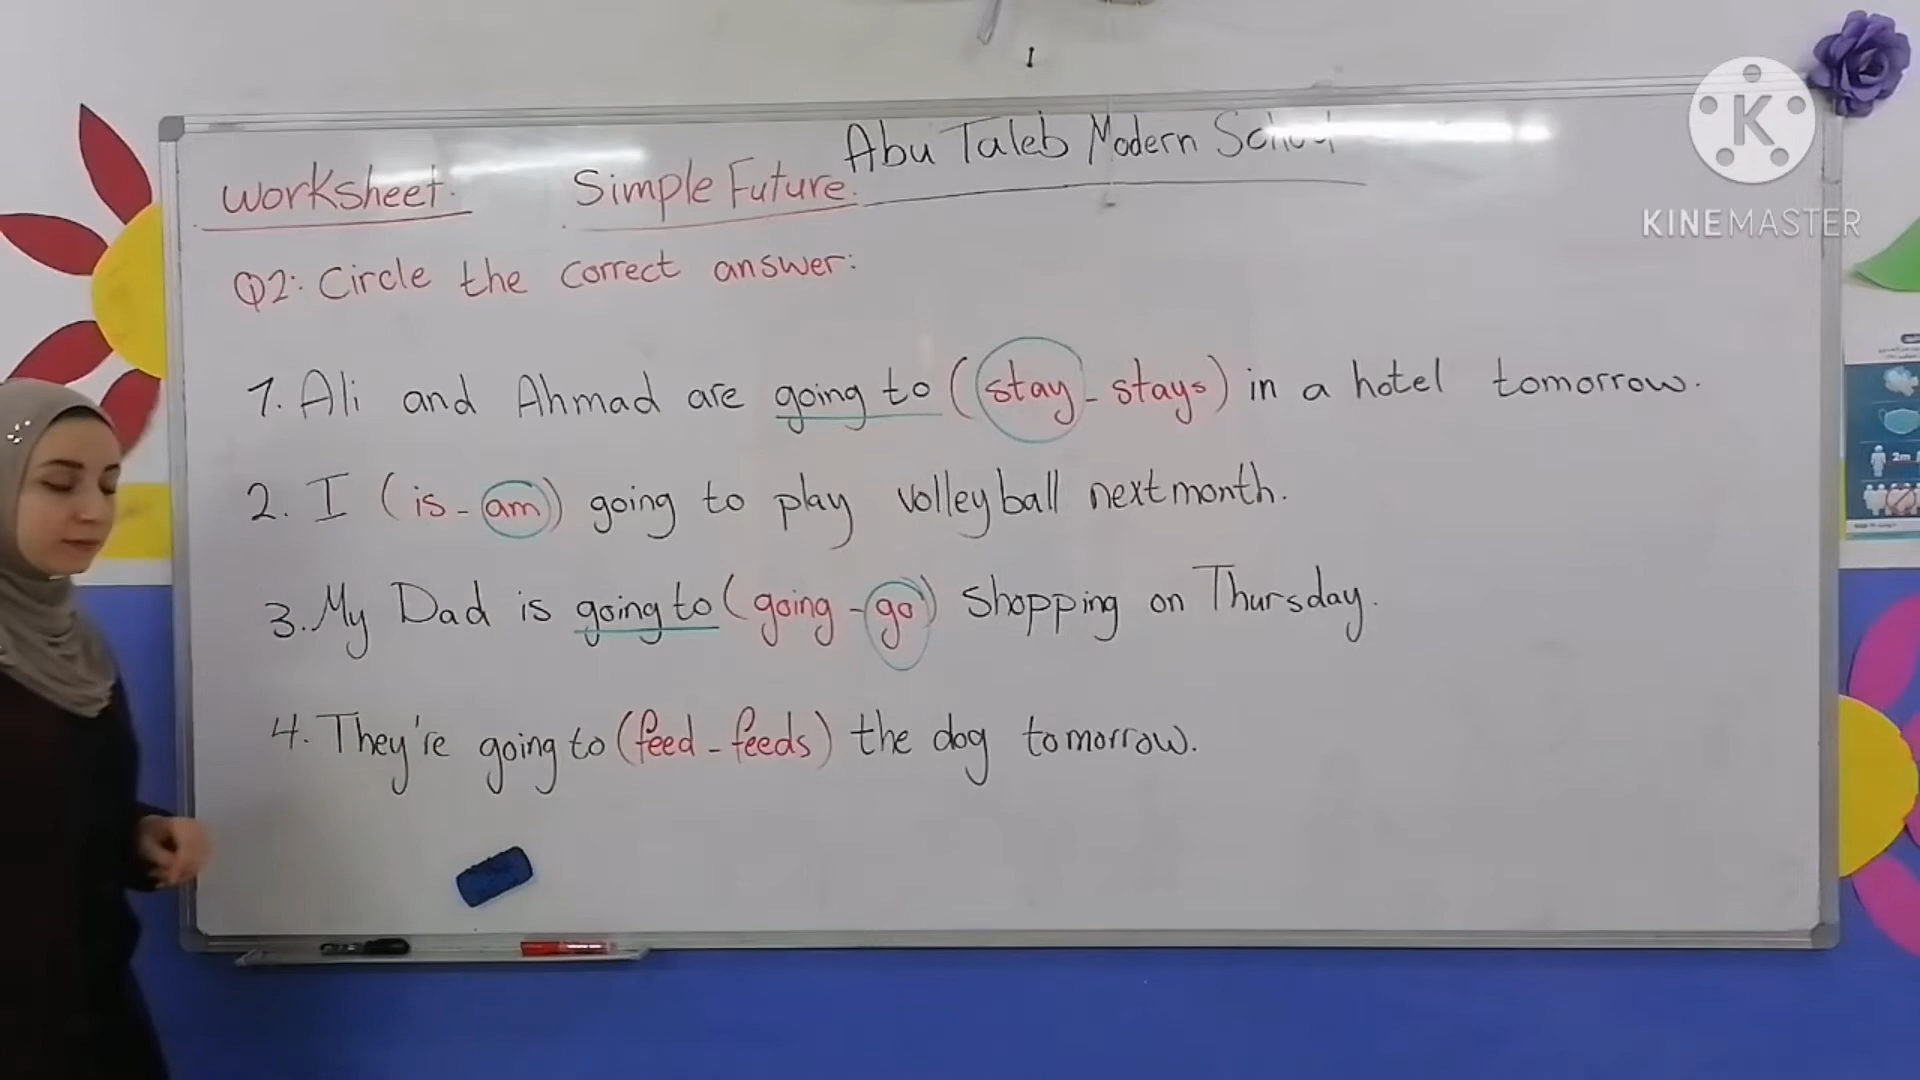 Abu Taleb Modern School
Worksheet. Simple Future.
Q2: Circle the correct answer:
1. Ali and Ahmad are going to (stay - stays) in a hotel tomorrow.
2. I (is - am) going to play volleyball next month.
3. My Dad is going to (going - go) shopping on Thursday.
4. They're going to (feed - feeds) the dog tomorrow.
K
KINEMASTER
2m